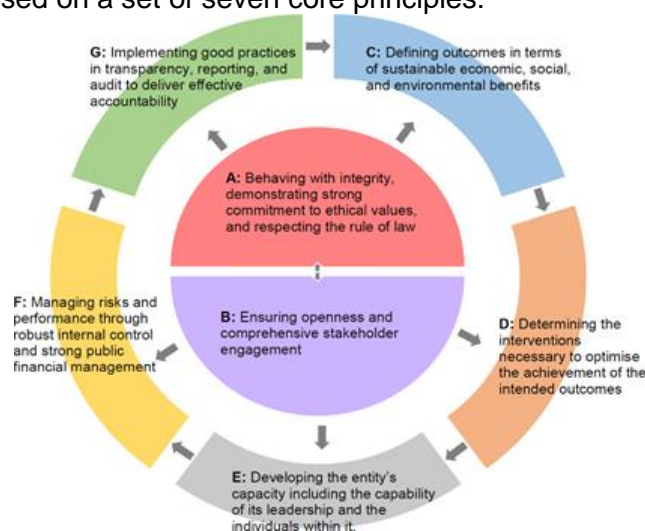 sed on a set of seven core principles.
G: Implementing good practices
in transparency, reporting, and
audit to deliver effective
accountability
C: Defining outcomes in terms
of sustainable economic, social,
and environmental benefits
A: Behaving with integrity,
demonstrating strong
commitment to ethical values,
and respecting the rule of law
B: Ensuring openness and
comprehensive stakeholder
engagement
F: Managing risks and
performance through
robust internal control
and strong public
financial management
D: Determining the
interventions
necessary to optimise
the achievement of the
intended outcomes
E: Developing the entity's
capacity including the capability
of its leadership and the
individuals within it.